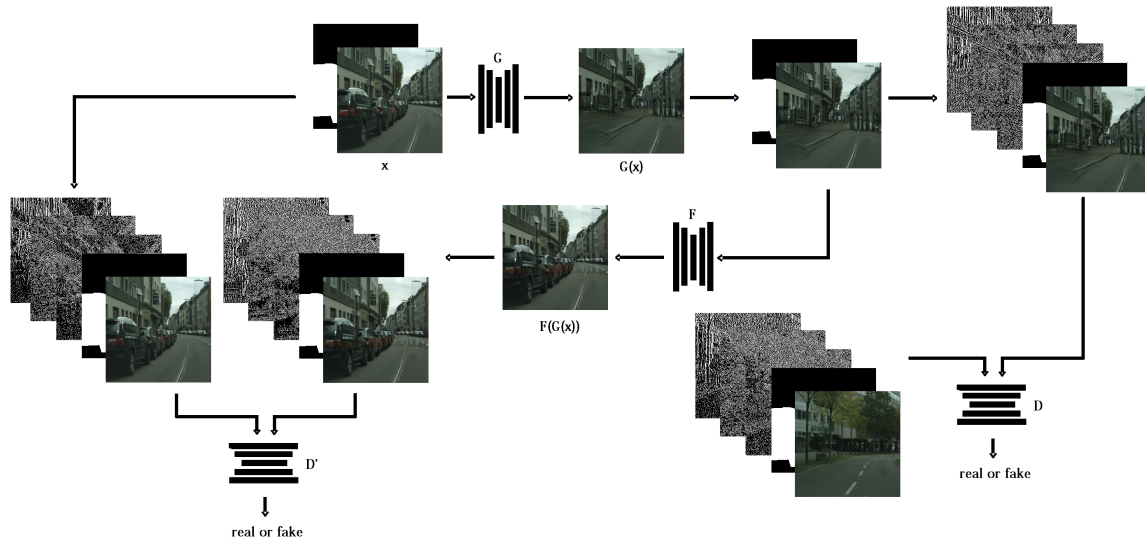 G
x
G(x)
F
F(G(x))
D
real or fake
D'
real or fake